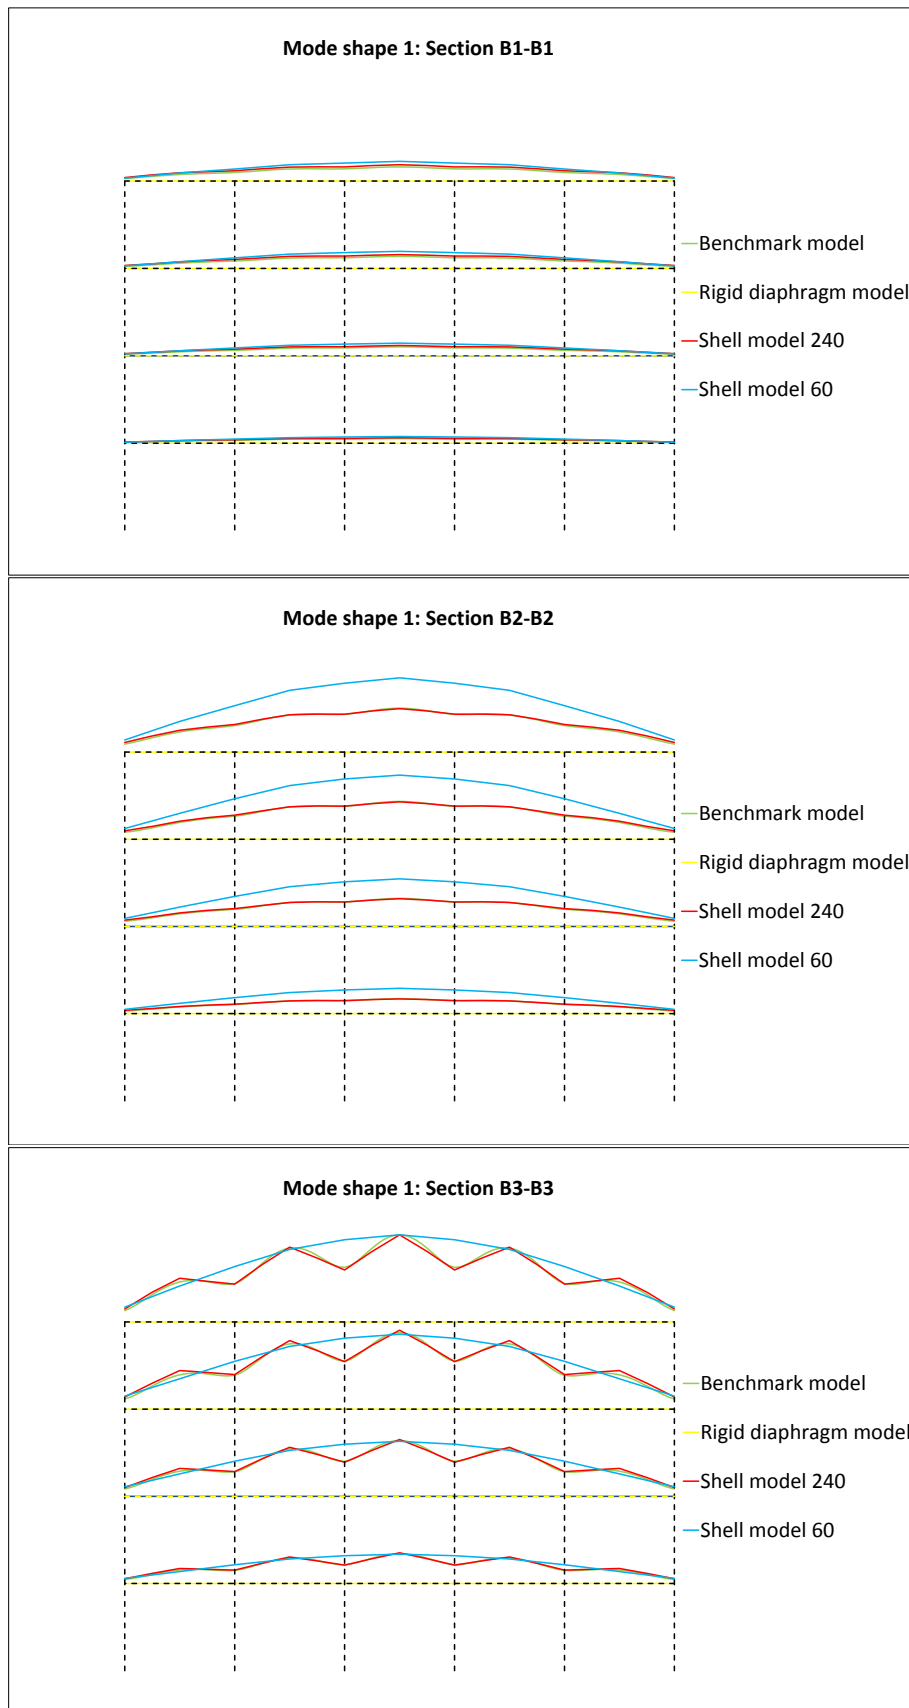 Mode shape 1: Section B1-B1
Benchmark model
Rigid diaphragm model
Shell model 240
Shell model 60
Mode shape 1: Section B2-B2
Benchmark model
Rigid diaphragm model
Shell model 240
Shell model 60
Mode shape 1: Section B3-B3
Benchmark model
Rigid diaphragm model
Shell model 240
Shell model 60